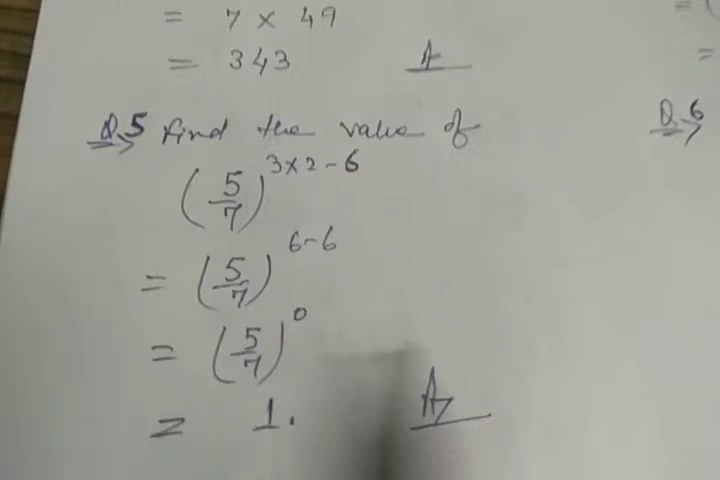 = 7 × 49
= 343 A
Q.5 Find the value of
(5/7)^3×2-6
= (5/7)^6-6
= (5/7)^0
= 1. A
Q.6
=
=